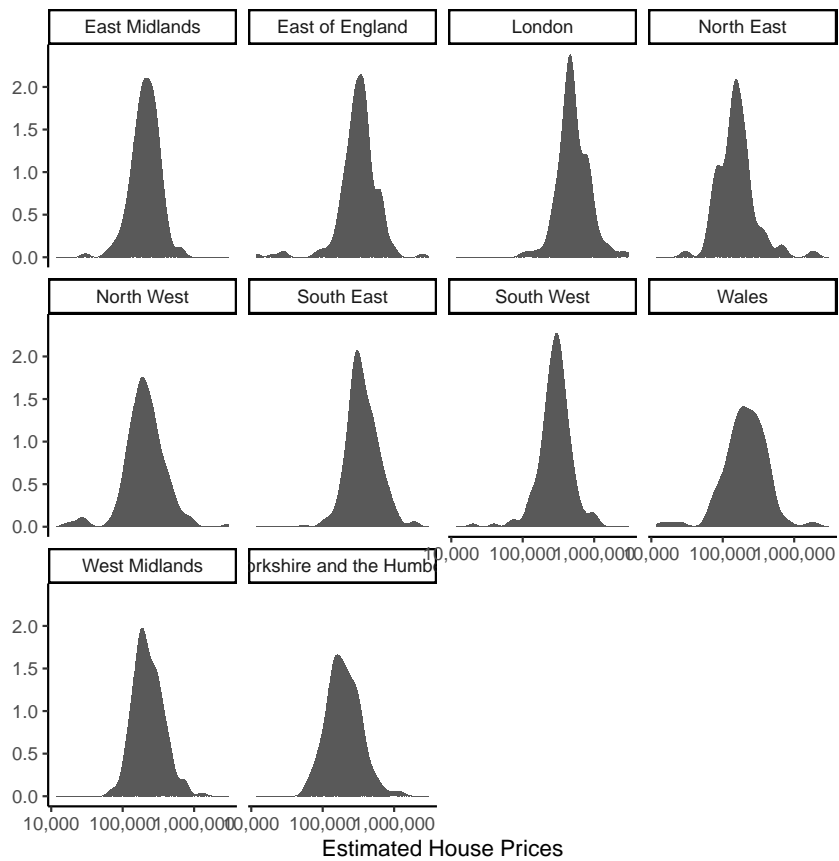 East Midlands East of England London North East
2.0
1.5
1.0
0.5
0.0
North West South East South West Wales
2.0
1.5
1.0
0.5
0.0
10,000 100,000 1,000,000 10,000 100,000 1,000,000
West Midlands orkshire and the Humbe
2.0
1.5
1.0
0.5
0.0
10,000 100,000 1,000,000 10,000 100,000 1,000,000
Estimated House Prices